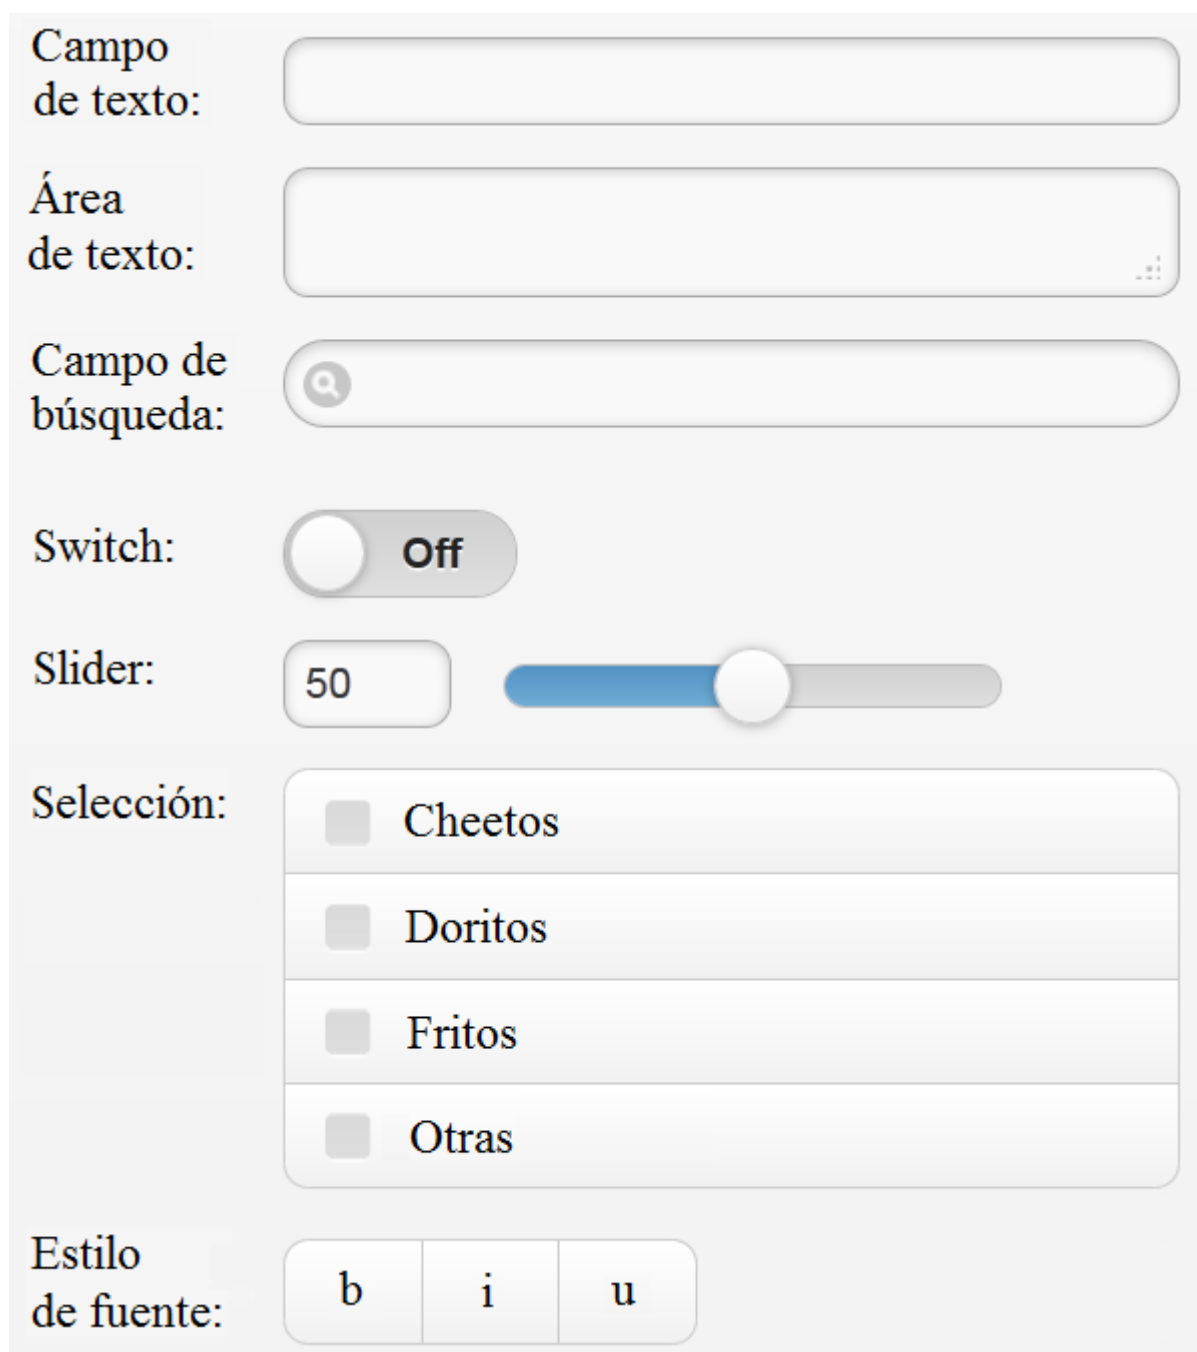 Campo
de texto:
Área
de texto:
Campo de
búsqueda:
Switch:
Off
Slider:
50
Selección:
Cheetos
Doritos
Fritos
Otras
Estilo
de fuente:
b i u